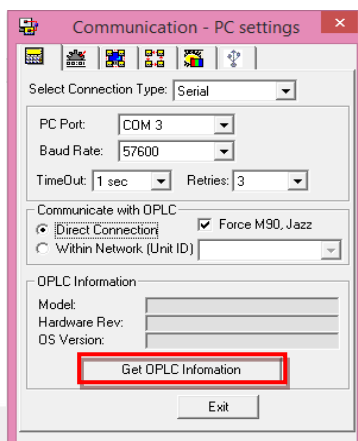 Communication - PC settings
Select Connection Type: Serial
PC Port: COM 3
Baud Rate: 57600
TimeOut: 1 sec Retries: 3
Communicate with OPLC
Direct Connection Force M90, Jazz
Within Network (Unit ID)
OPLC Information
Model:
Hardware Rev:
OS Version:
Get OPLC Infomation
Exit